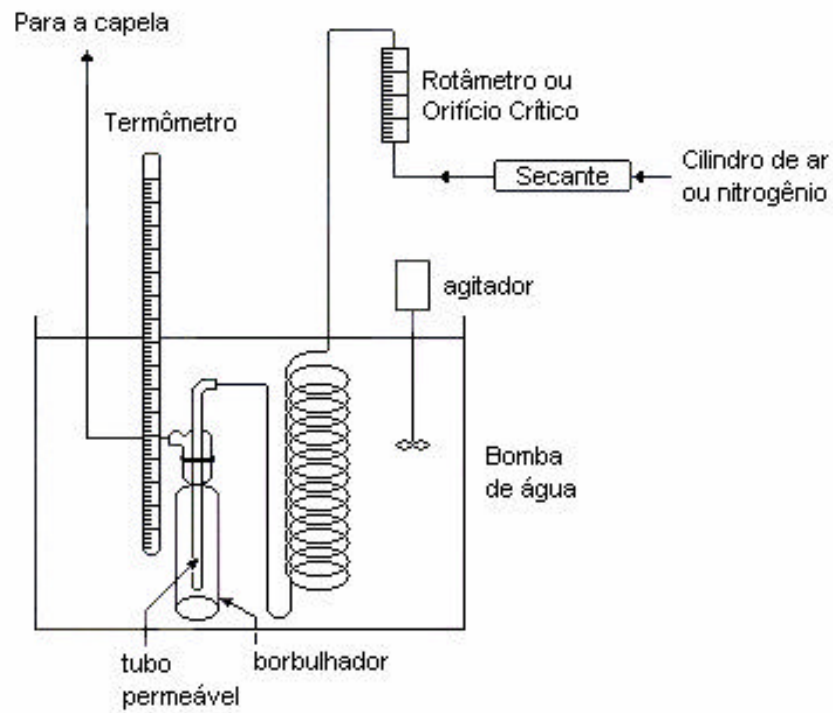 Para a capela
Termômetro
Rotâmetro ou
Orifício Crítico
Secante
Cilindro de ar
ou nitrogênio
agitador
Bomba
de água
tubo
permeável
borbulhador